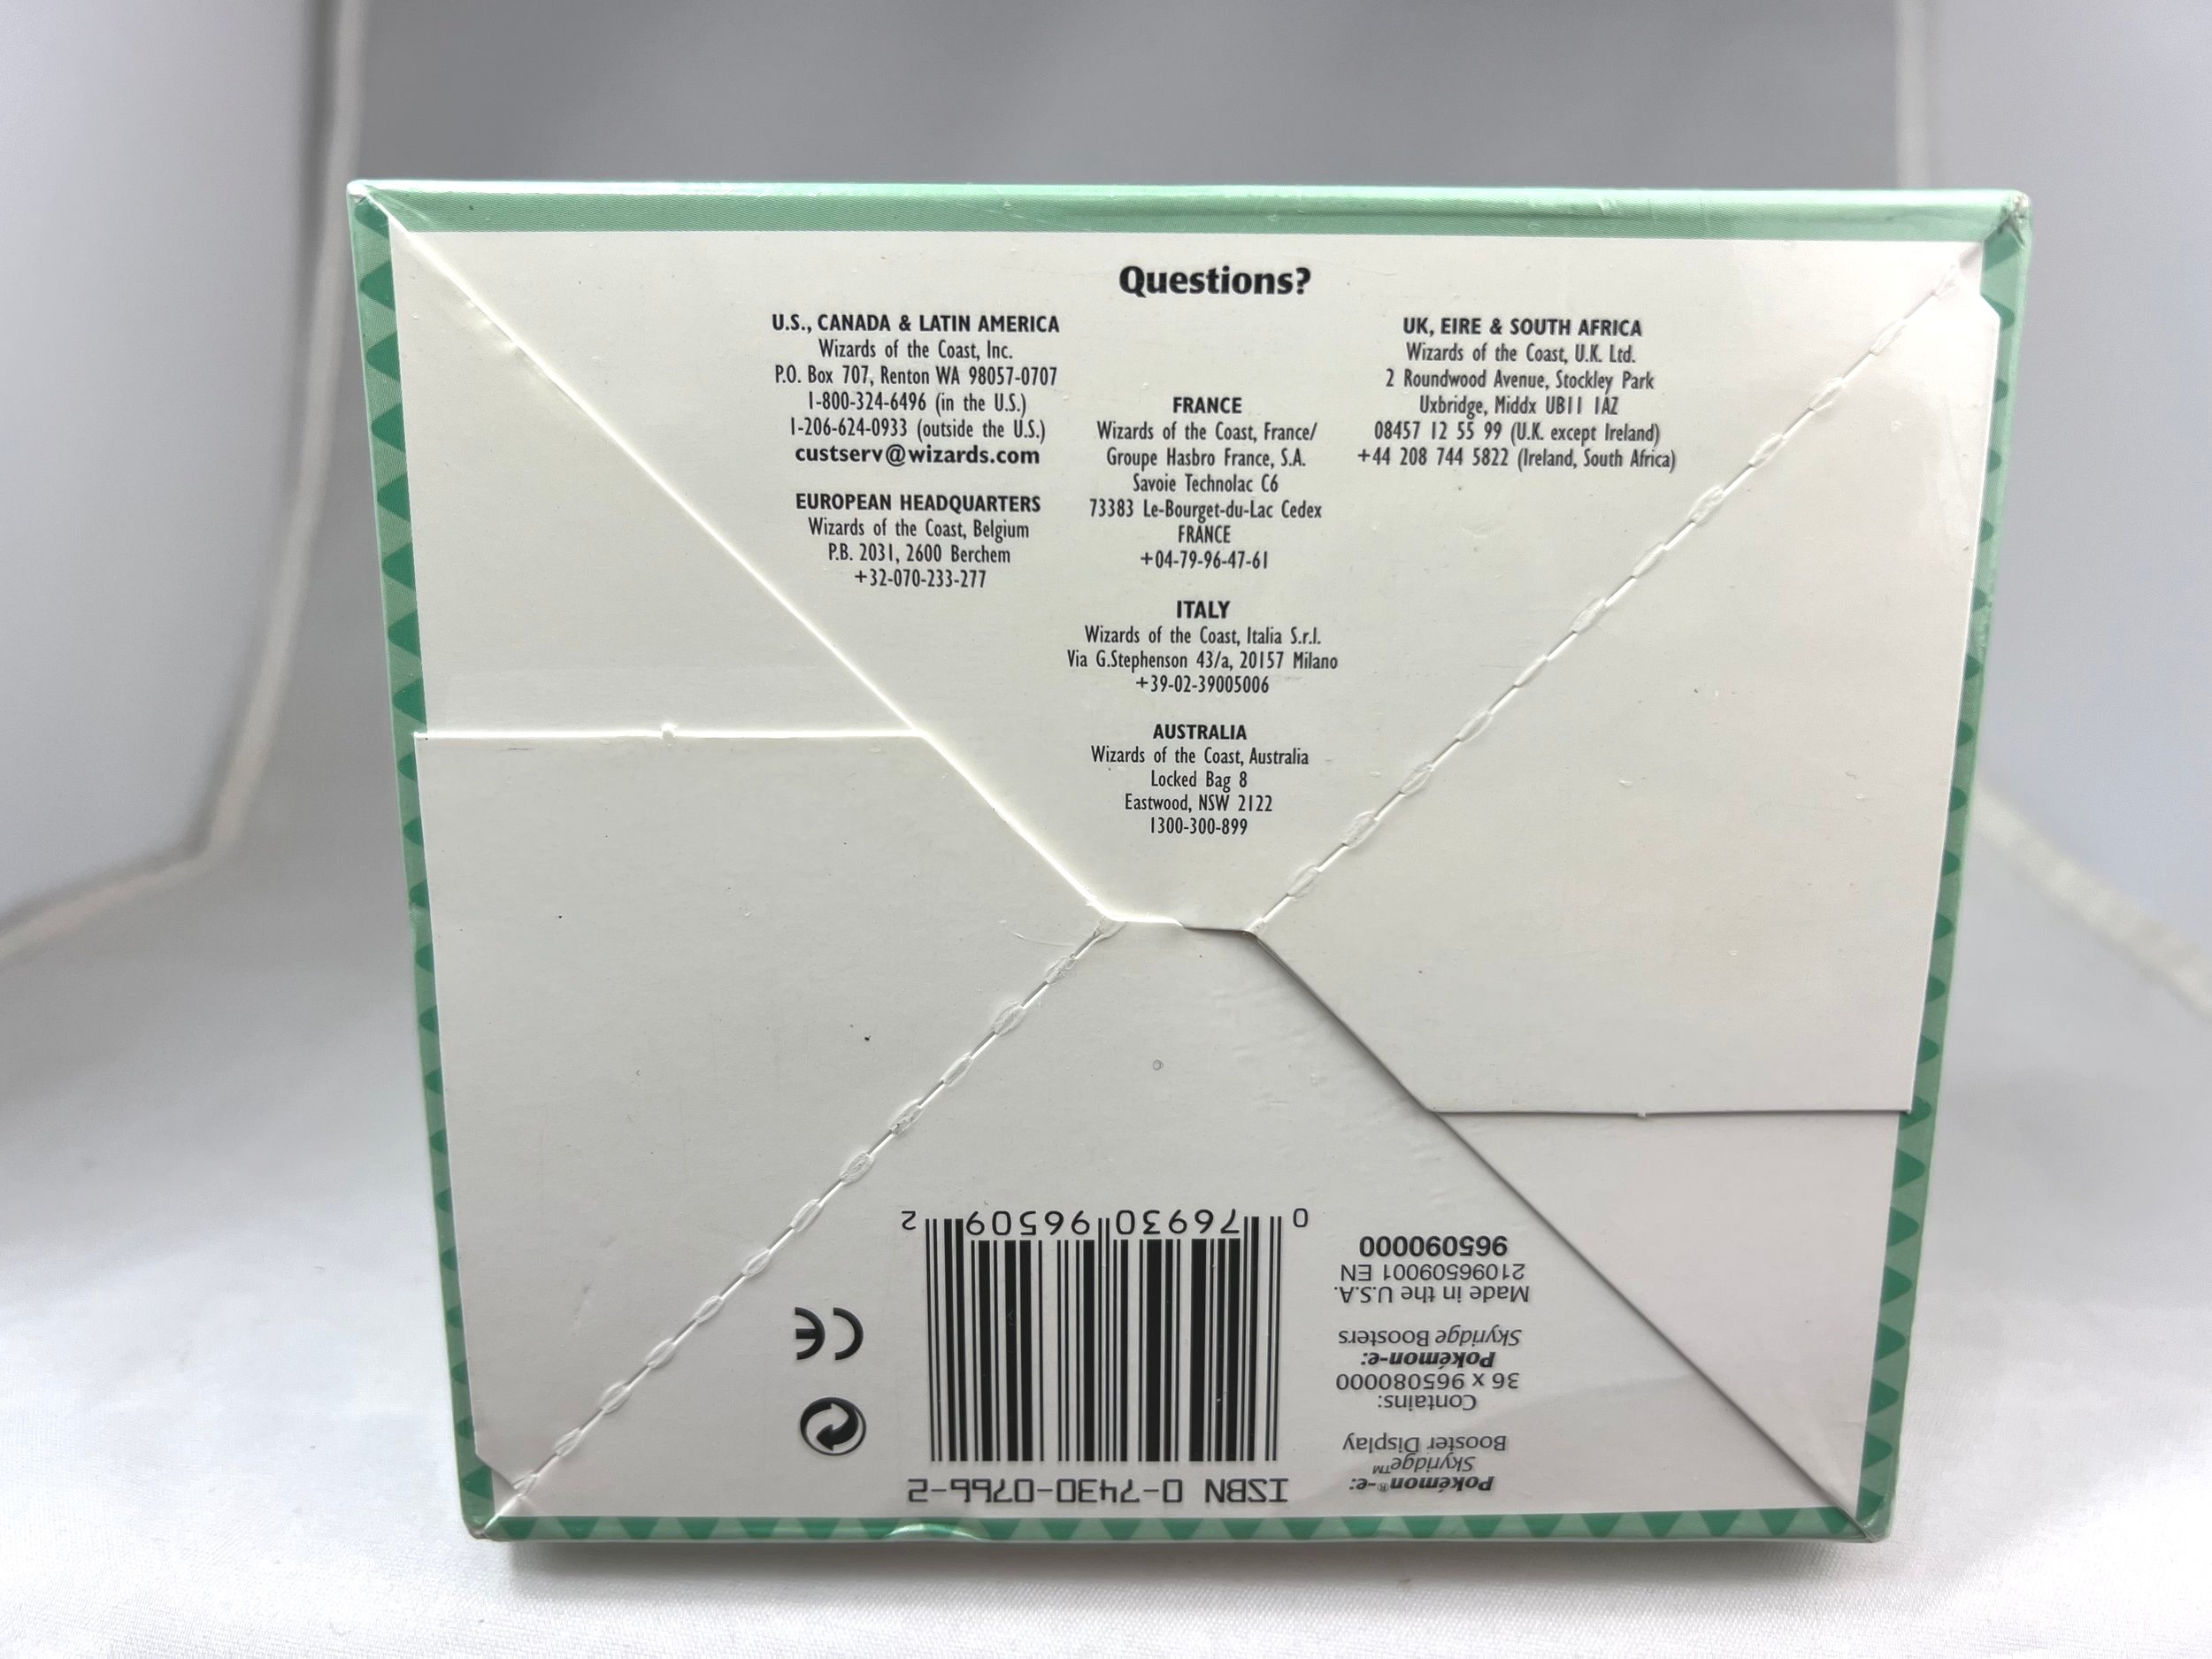 Questions?
U.S., CANADA & LATIN AMERICA
Wizards of the Coast, Inc.
P.O. Box 707, Renton WA 98057-0707
1-800-324-6496 (in the U.S.)
1-206-624-0933 (outside the U.S.)
custserv@wizards.com
EUROPEAN HEADQUARTERS
Wizards of the Coast, Belgium
P.B. 2031, 2600 Berchem
+32-070-233-277
FRANCE
Wizards of the Coast, France/
Groupe Hasbro France, S.A.
Savoie Technolac C6
73383 Le-Bourget-du-Lac Cedex
FRANCE
+04-79-96-47-61
ITALY
Wizards of the Coast, Italia S.r.l.
Via G.Stephenson 43/a, 20157 Milano
+39-02-39005006
AUSTRALIA
Wizards of the Coast, Australia
Locked Bag 8
Eastwood, NSW 2122
1300-300-899
UK, EIRE & SOUTH AFRICA
Wizards of the Coast, U.K. Ltd.
2 Roundwood Avenue, Stockley Park
Uxbridge, Middx UB11 1AZ
08457 12 55 99 (U.K. except Ireland)
+44 208 744 5822 (Ireland, South Africa)
Pokémon®-e:
Skyridge™
Booster Display
Contains:
36 x 965080000
Pokémon-e:
Skyridge Boosters
Made in the U.S.A.
21096509001 EN
965090000
ISBN 0-7430-0766-2
0 76930 96509 2
CE